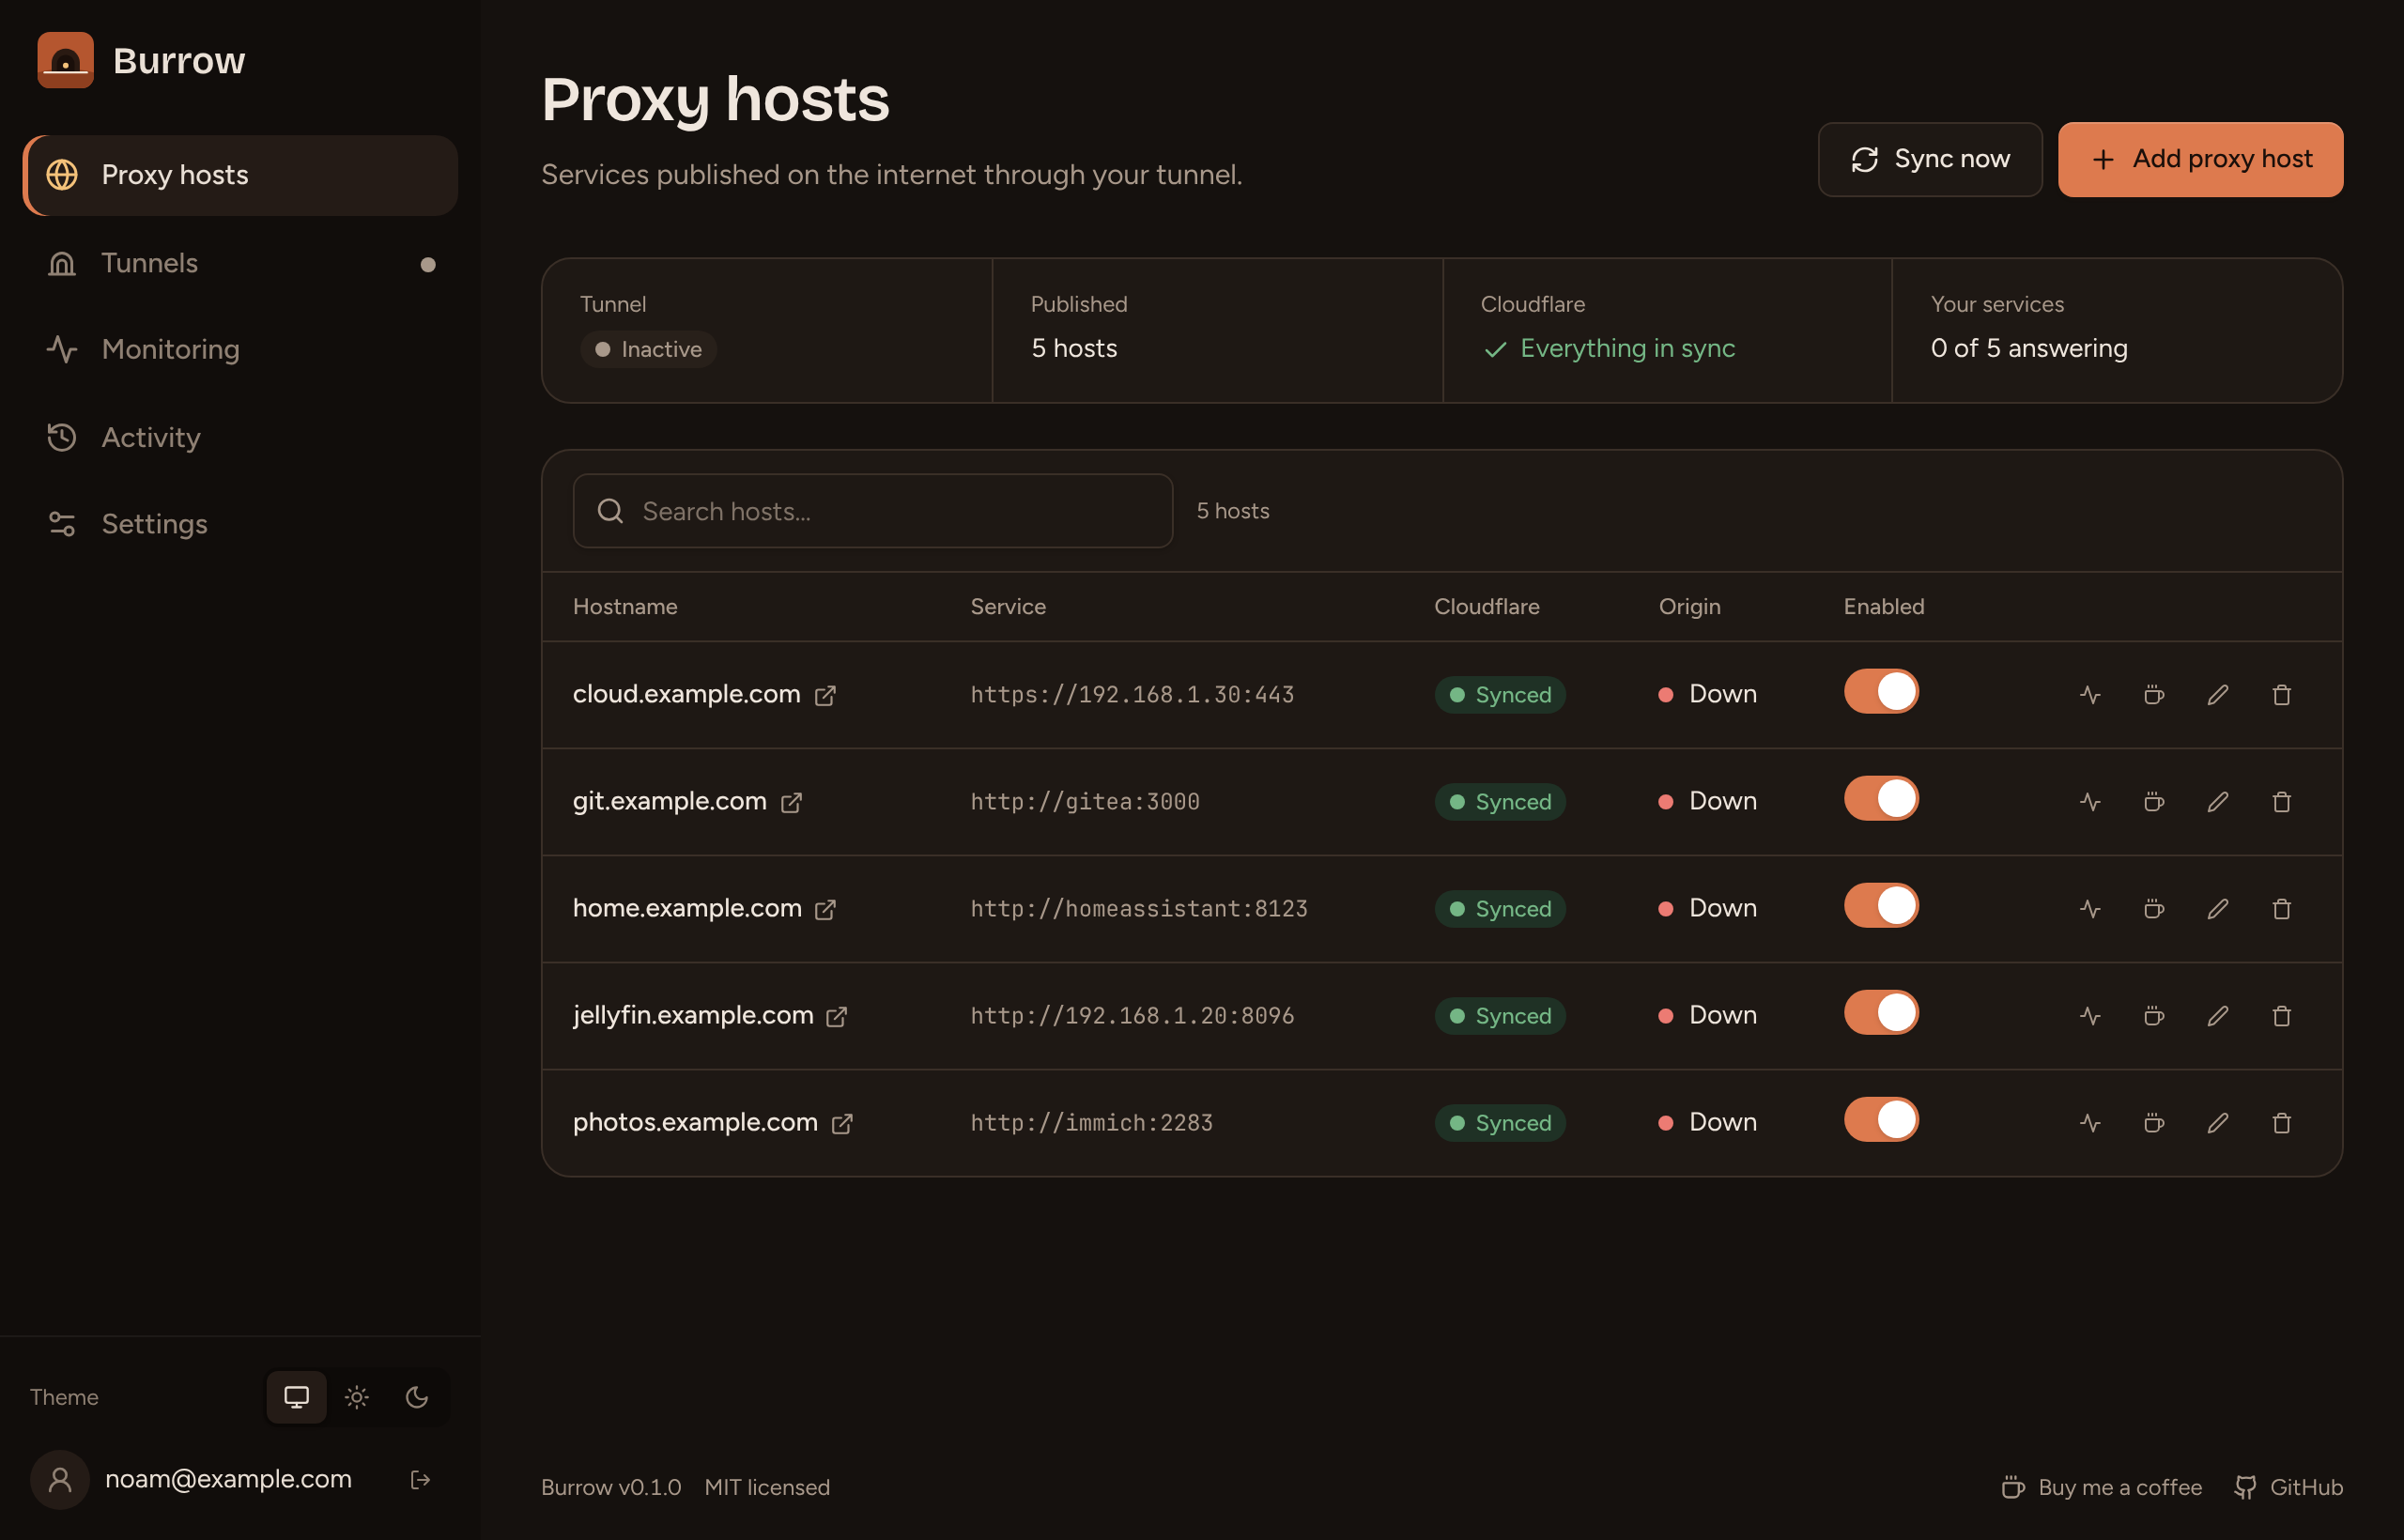 Burrow
Proxy hosts
Tunnels
Monitoring
Activity
Settings
Theme
noam@example.com
Proxy hosts
Services published on the internet through your tunnel.
Sync now
Add proxy host
Tunnel
Inactive
Published
5 hosts
Cloudflare
Everything in sync
Your services
0 of 5 answering
Search hosts...
5 hosts
Hostname Service Cloudflare Origin Enabled
cloud.example.com https://192.168.1.30:443 Synced Down
git.example.com http://gitea:3000 Synced Down
home.example.com http://homeassistant:8123 Synced Down
jellyfin.example.com http://192.168.1.20:8096 Synced Down
photos.example.com http://immich:2283 Synced Down
Burrow v0.1.0 MIT licensed
Buy me a coffee GitHub